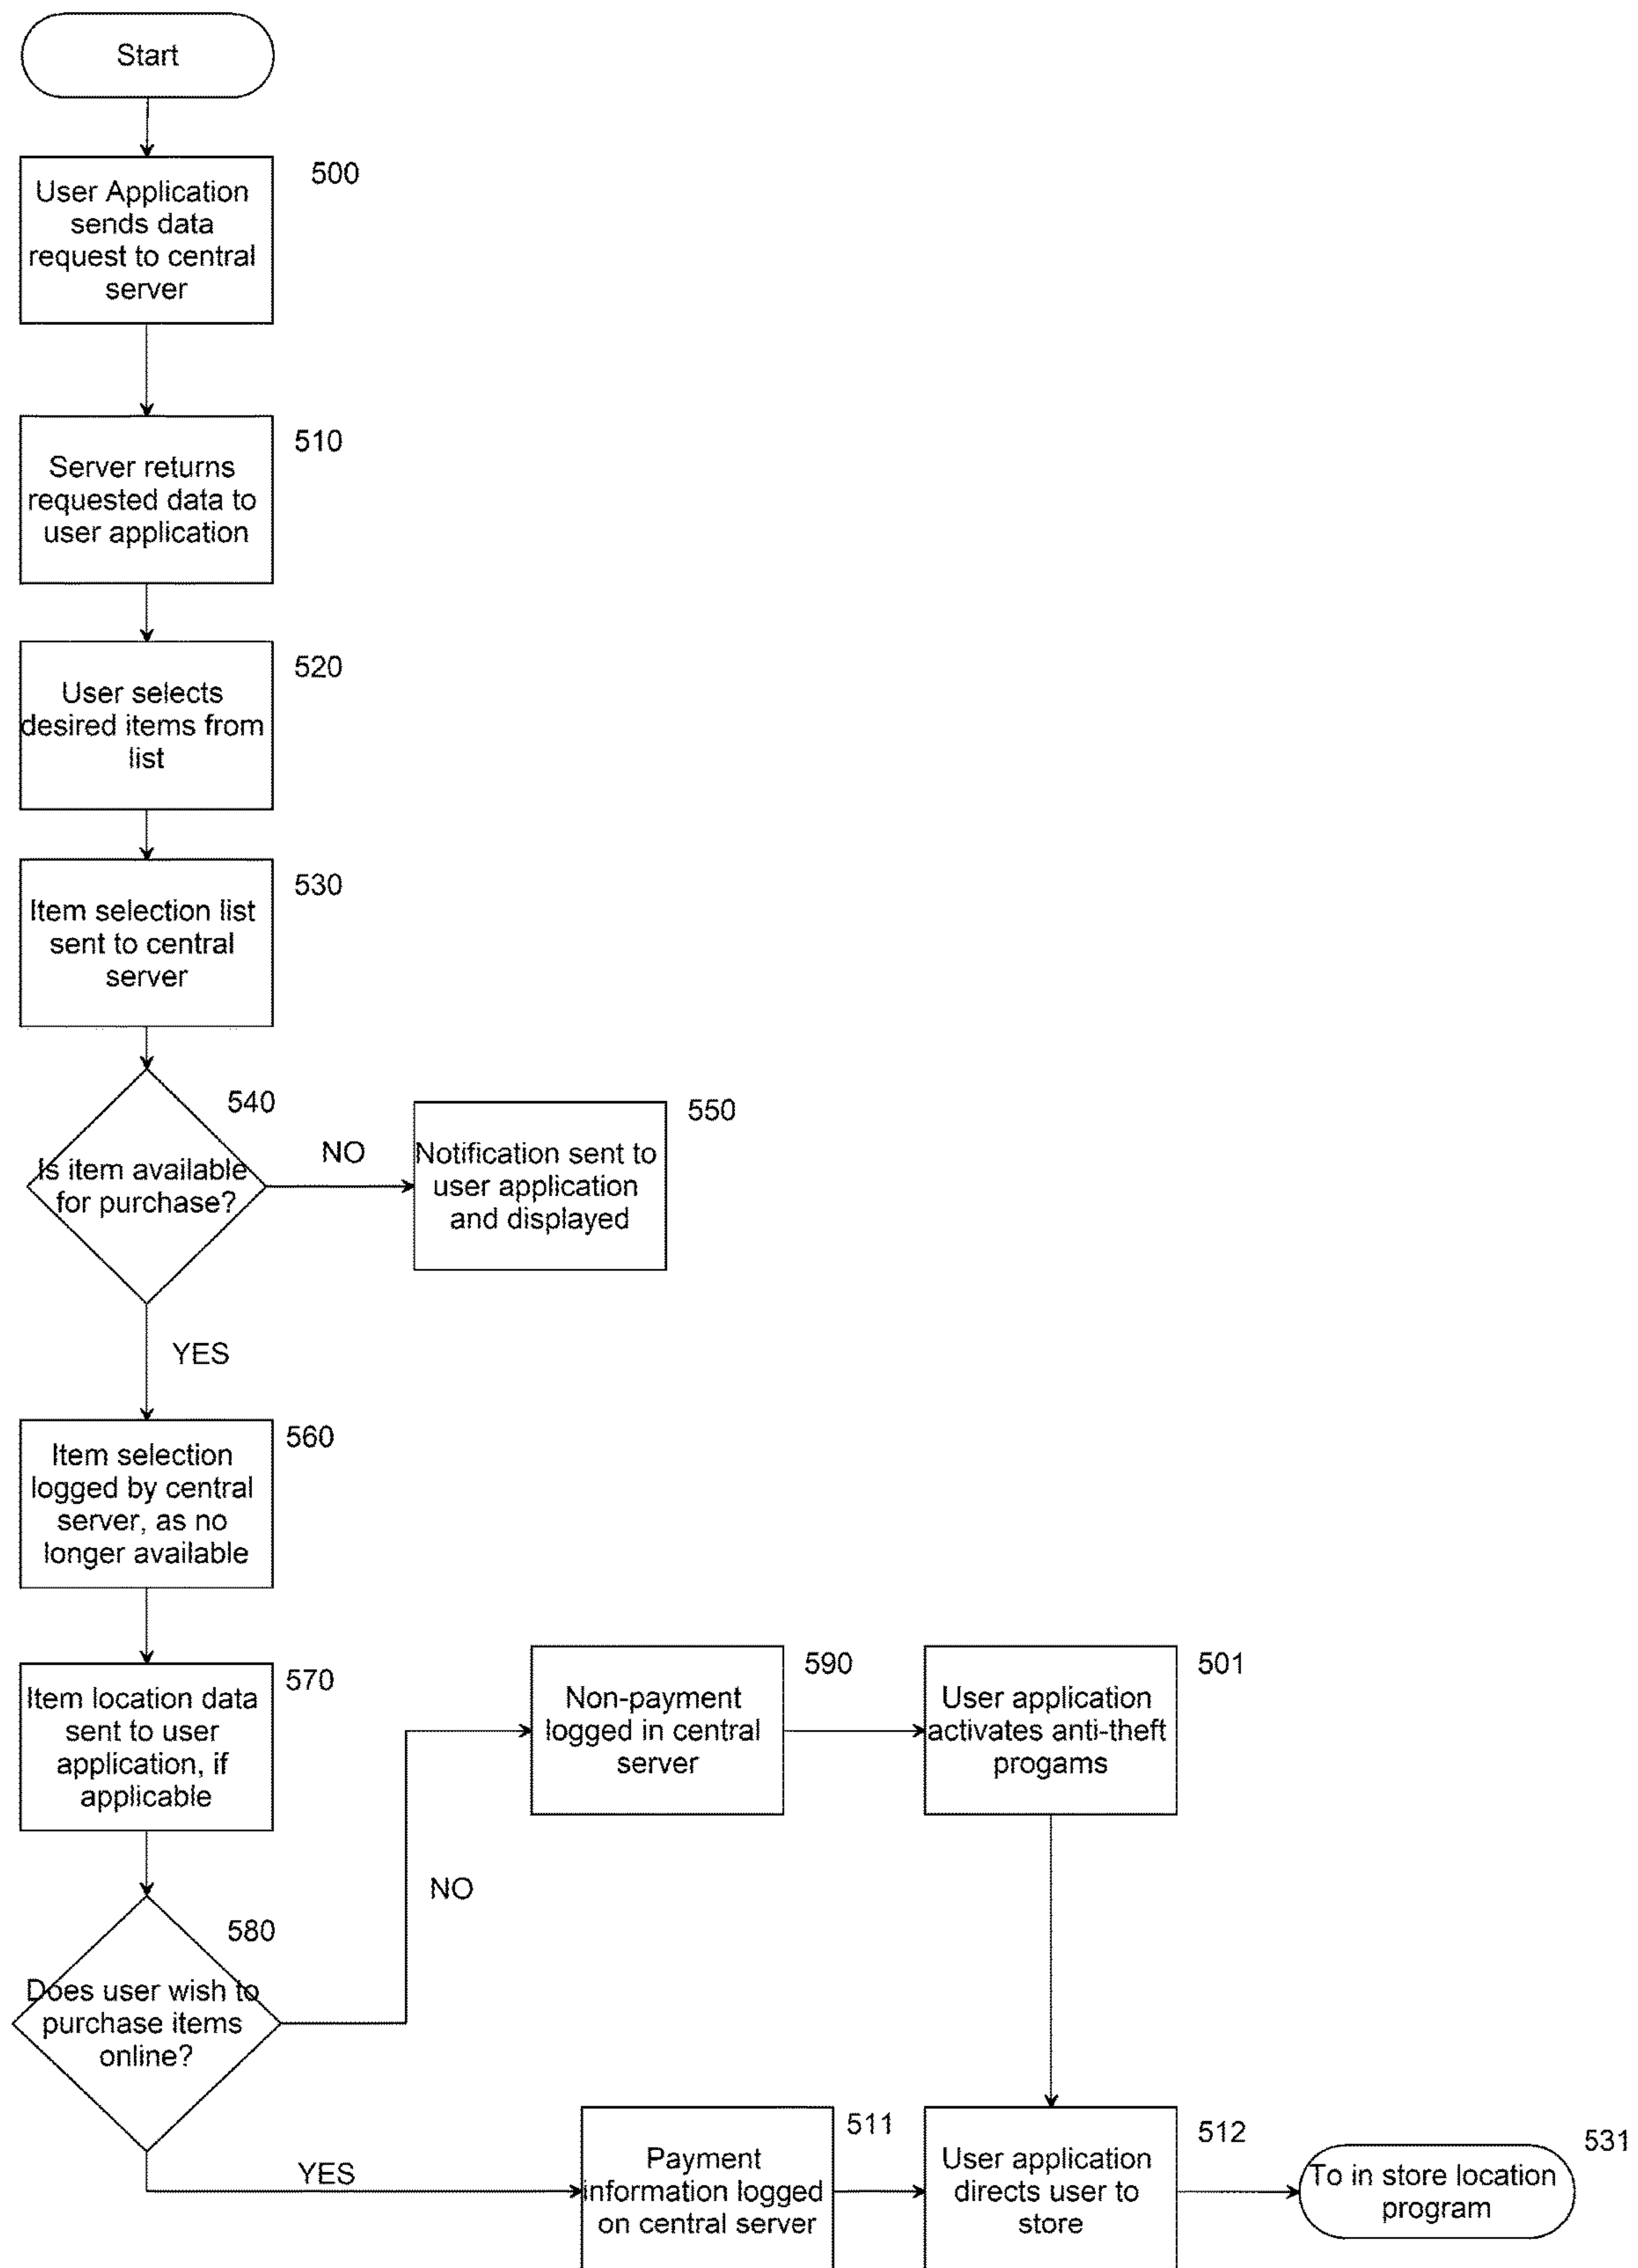 Start
500
User Application
sends data
request to central
server
510
Server returns
requested data to
user application
520
User selects
desired items from
list
530
Item selection list
sent to central
server
540
Is item available
for purchase?
NO
550
Notification sent to
user application
and displayed
YES
560
Item selection
logged by central
server, as no
longer available
570
Item location data
sent to user
application, if
applicable
580
Does user wish to
purchase items
online?
NO
590
Non-payment
logged in central
server
501
User application
activates anti-theft
progams
YES
511
Payment
information logged
on central server
512
User application
directs user to
store
531
To in store location
program